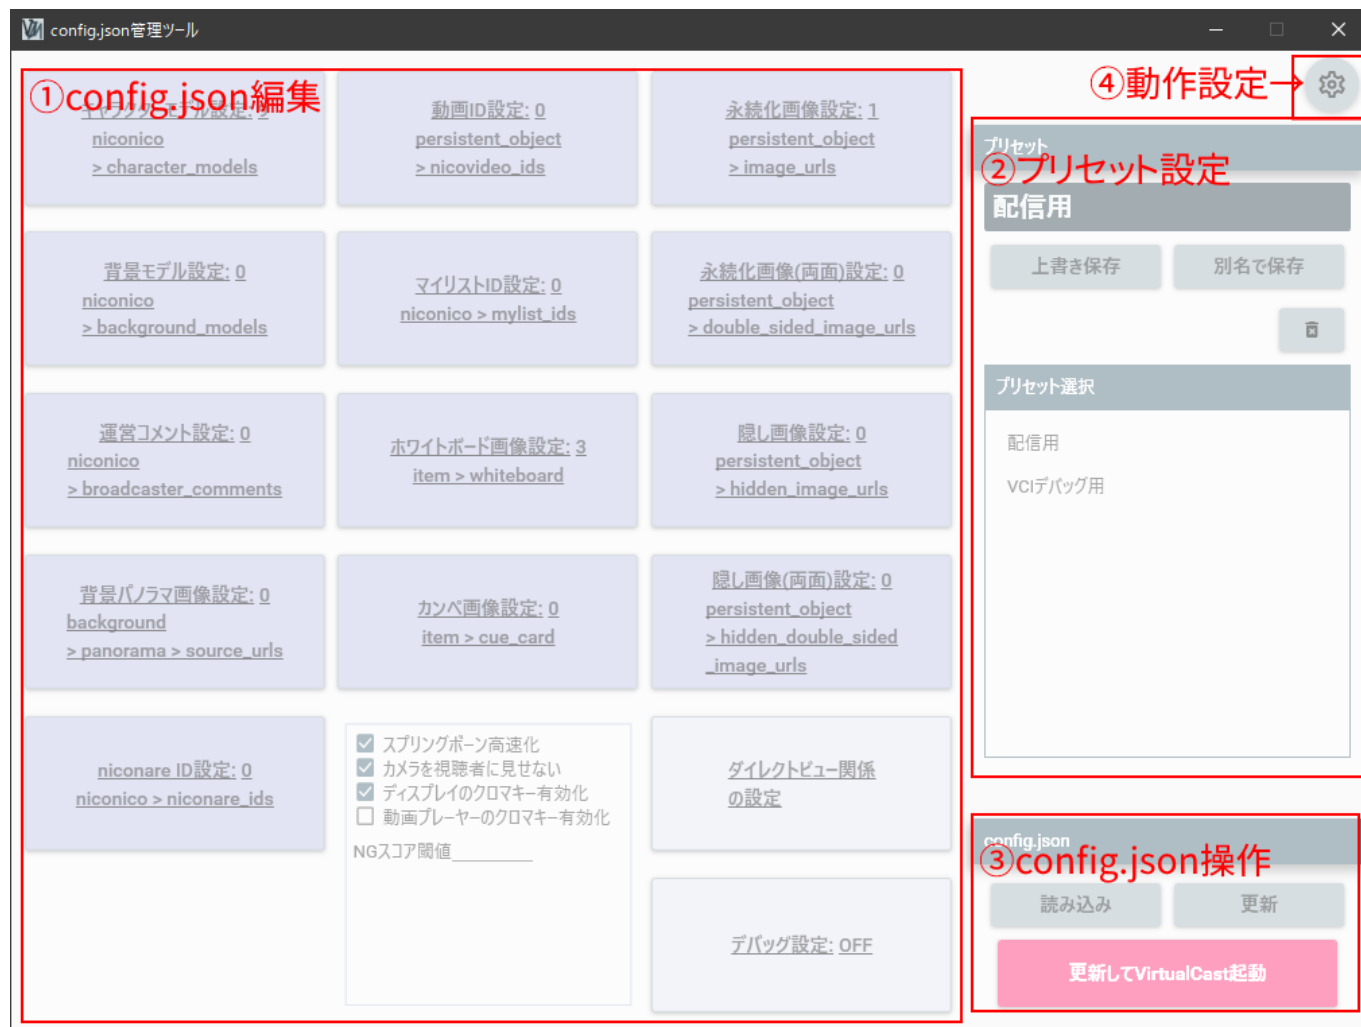 config.json管理ツール
①config.json編集
キャラクターモデル設定:
niconico
> character_models
動画ID設定: 0
persistent_object
> nicovideo_ids
永続化画像設定: 1
persistent_object
> image_urls
背景モデル設定: 0
niconico
> background_models
マイリストID設定: 0
niconico > mylist_ids
永続化画像(両面)設定: 0
persistent_object
> double_sided_image_urls
運営コメント設定: 0
niconico
> broadcaster_comments
ホワイトボード画像設定: 3
item > whiteboard
隠し画像設定: 0
persistent_object
> hidden_image_urls
背景パノラマ画像設定: 0
background
> panorama > source_urls
カンペ画像設定: 0
item > cue_card
隠し画像(両面)設定: 0
persistent_object
> hidden_double_sided
_image_urls
niconare ID設定: 0
niconico > niconare_ids
スプリングボーン高速化
カメラを視聴者に見せない
ディスプレイのクロマキー有効化
動画プレーヤーのクロマキー有効化
NGスコア閾値
ダイレクトビュー関係
の設定
デバッグ設定: OFF
④動作設定→
プリセット
②プリセット設定
配信用
上書き保存
別名で保存
プリセット選択
配信用
VCIデバッグ用
config.json
③config.json操作
読み込み
更新
更新してVirtualCast起動